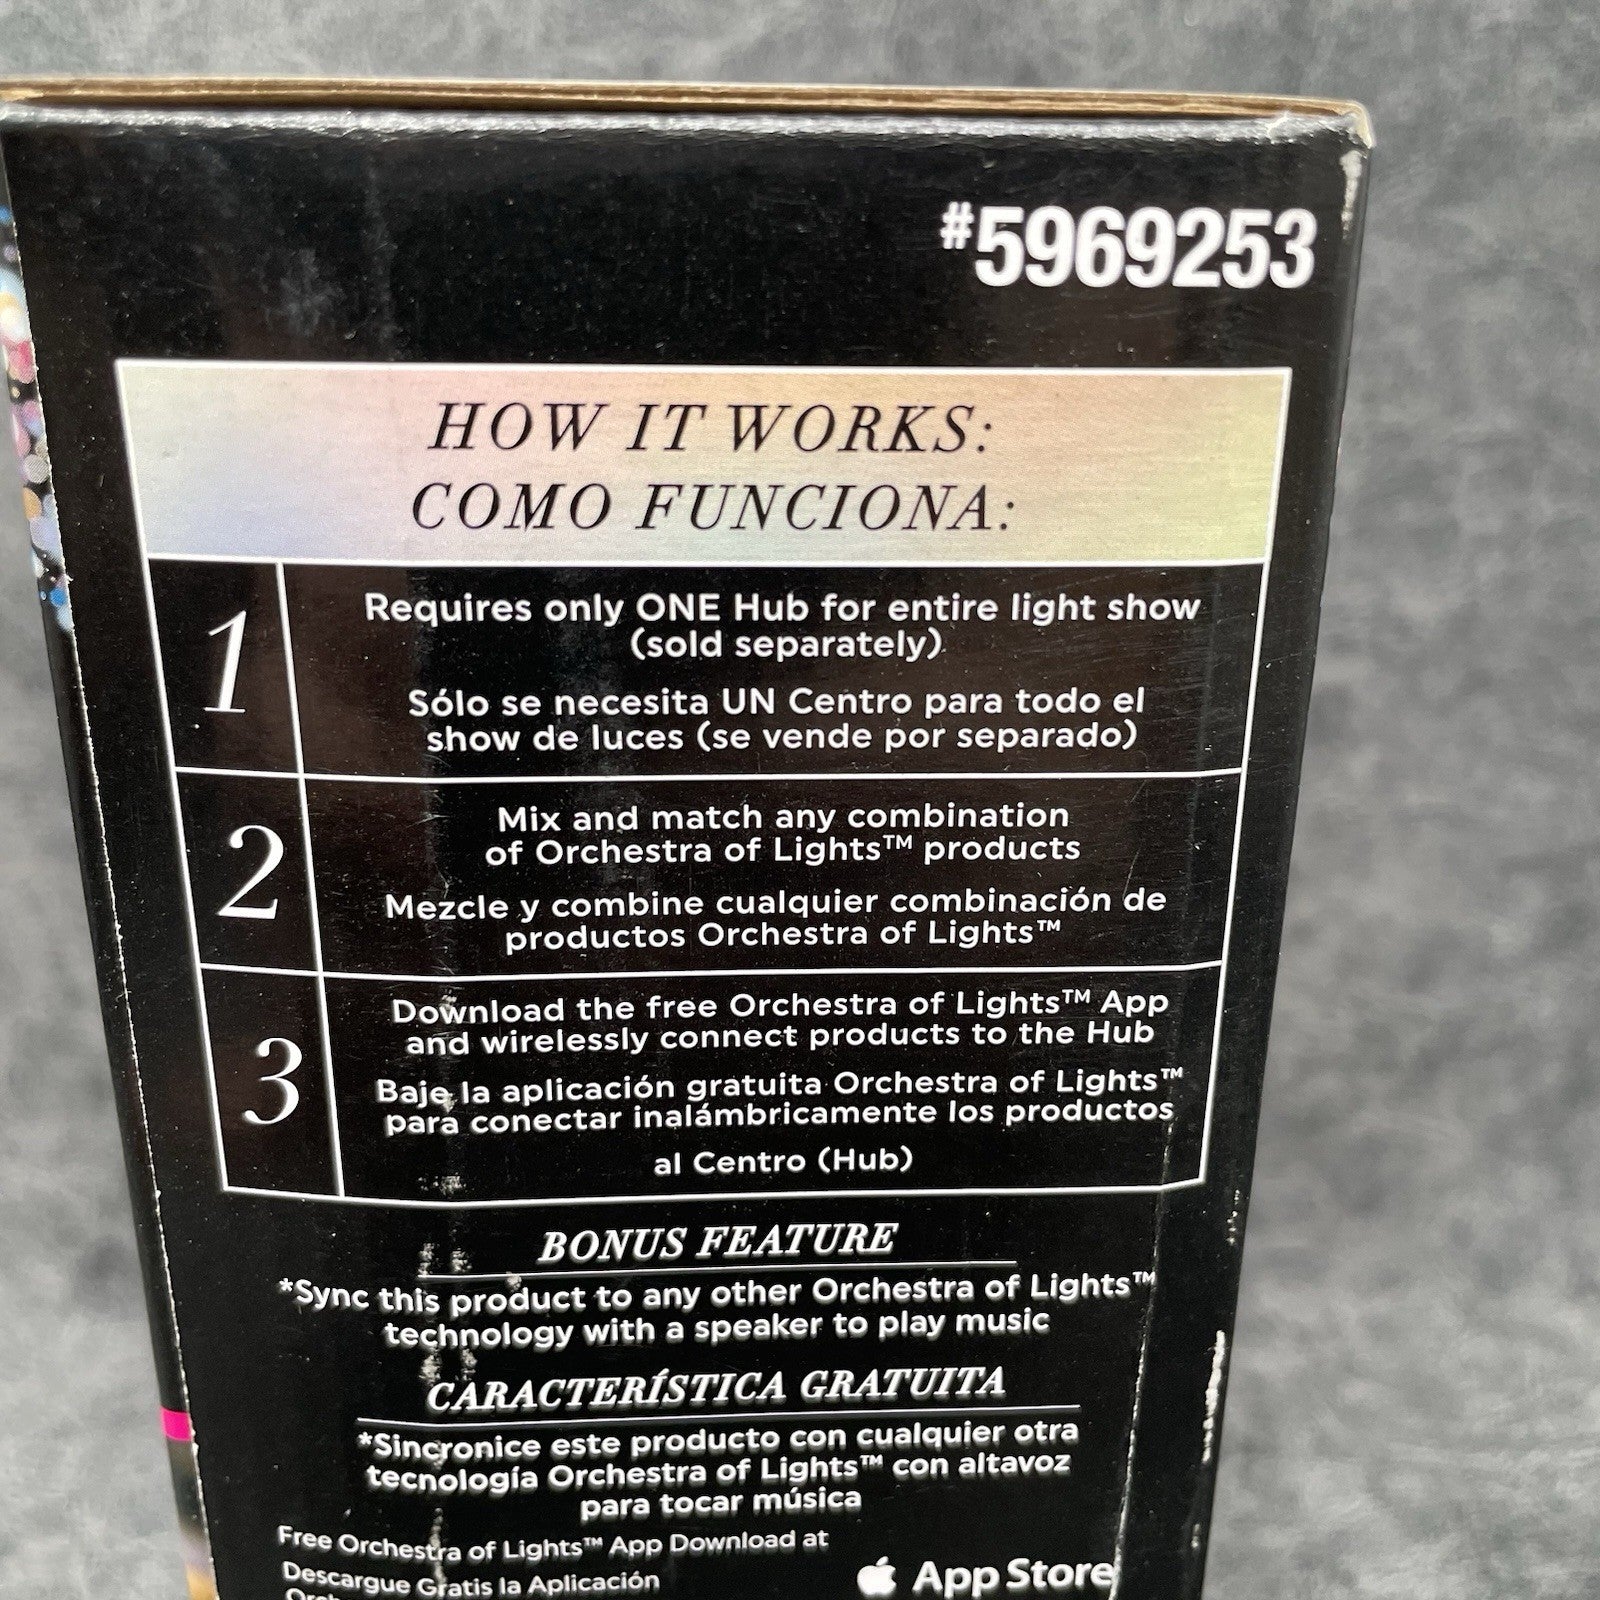 #5969253
HOW IT WORKS:
COMO FUNCIONA:
1
Requires only ONE Hub for entire light show
(sold separately)
Sólo se necesita UN Centro para todo el
show de luces (se vende por separado)
2
Mix and match any combination
of Orchestra of Lights™ products
Mezcle y combine cualquier combinación de
productos Orchestra of Lights™
3
Download the free Orchestra of Lights™ App
and wirelessly connect products to the Hub
Baje la aplicación gratuita Orchestra of Lights™
para conectar inalámbricamente los productos
al Centro (Hub)
BONUS FEATURE
*Sync this product to any other Orchestra of Lights™
technology with a speaker to play music
CARACTERÍSTICA GRATUITA
*Sincronice este producto con cualquier otra
tecnología Orchestra of Lights™ con altavoz
para tocar música
Free Orchestra of Lights™ App Download at
Descargue Gratis la Aplicación
App Store